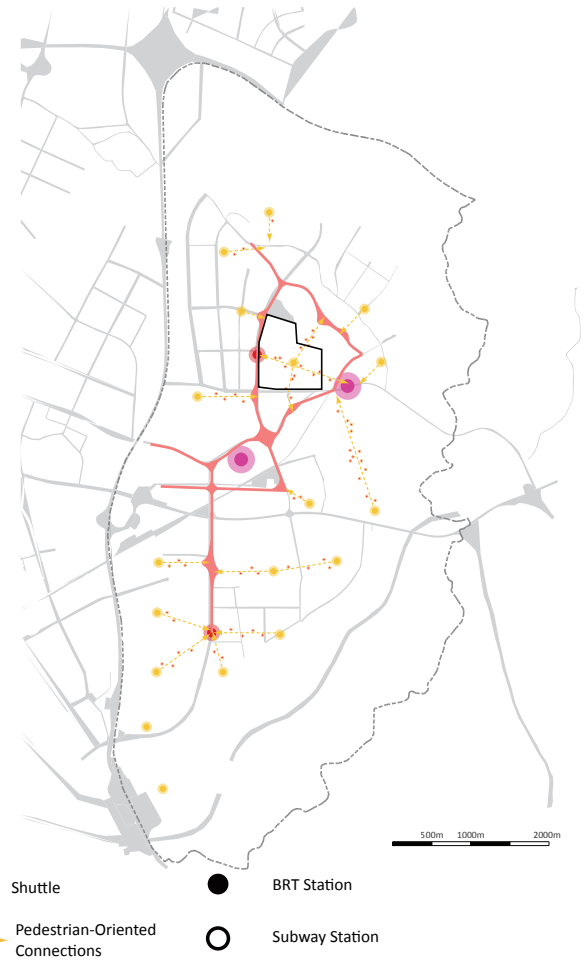 500m 1000m 2000m
Shuttle
BRT Station
Pedestrian-Oriented
Connections
Subway Station